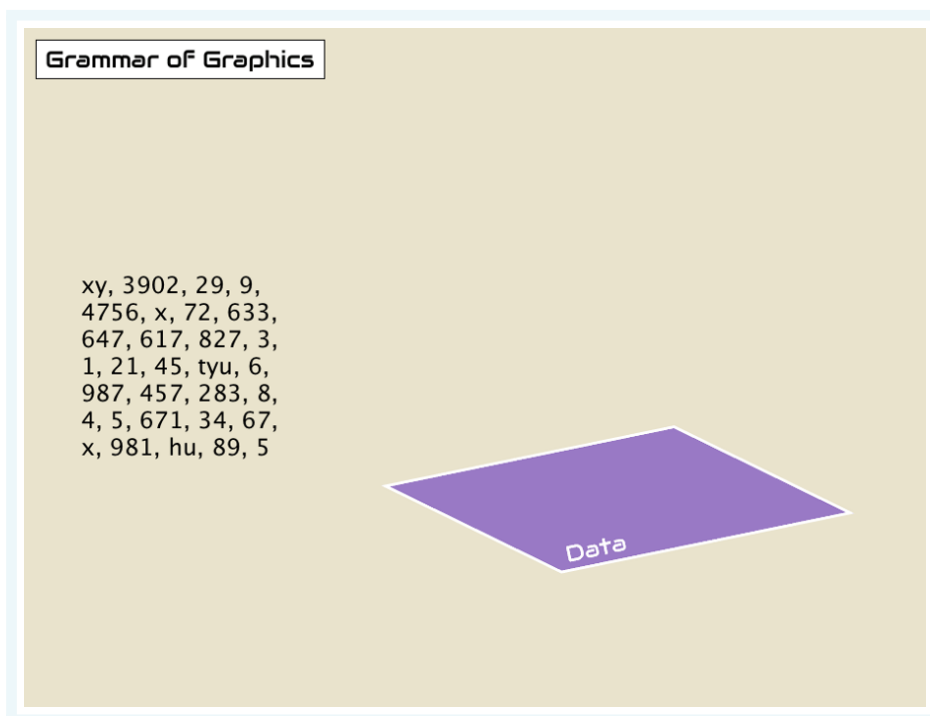 Grammar of Graphics
xy, 3902, 29, 9,
4756, x, 72, 633,
647, 617, 827, 3,
1, 21, 45, tyu, 6,
987, 457, 283, 8,
4, 5, 671, 34, 67,
x, 981, hu, 89, 5
Data